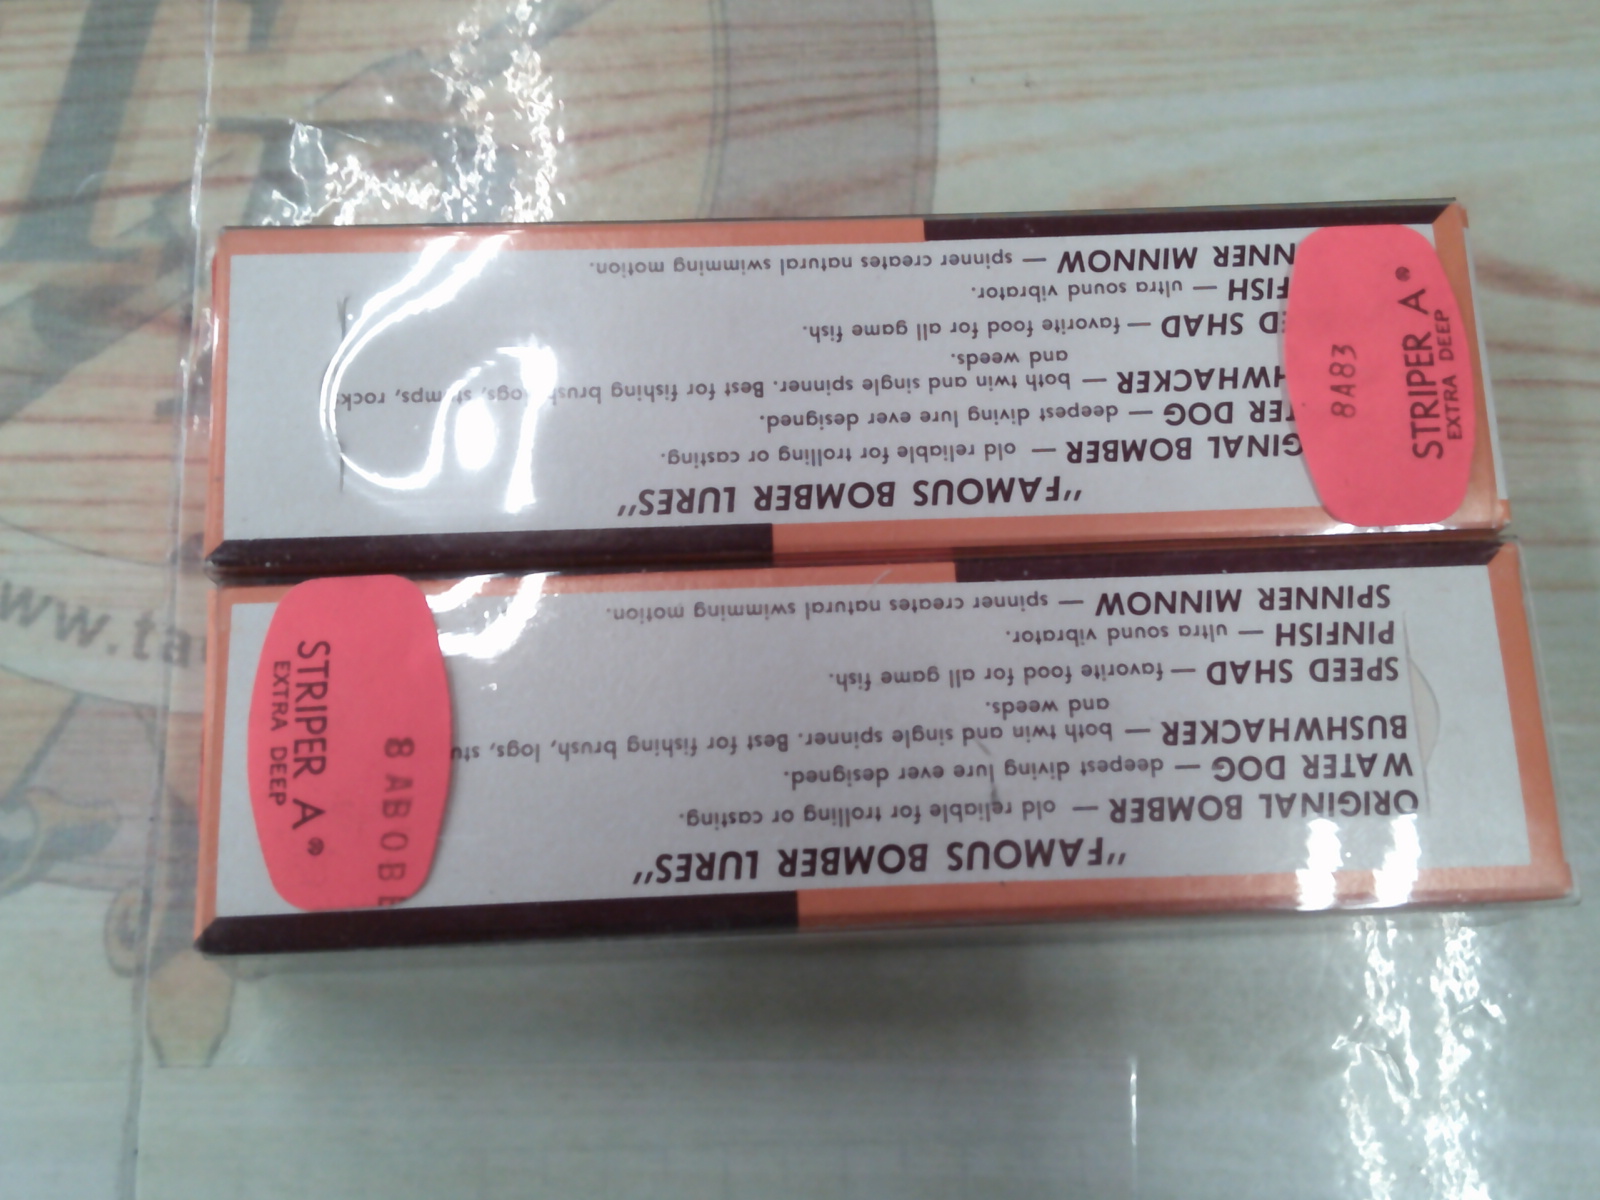 "FAMOUS BOMBER LURES"
ORIGINAL BOMBER — old reliable for trolling or casting.
WATER DOG — deepest diving lure ever designed.
BUSHWHACKER — both twin and single spinner. Best for fishing brush, logs, stu
and weeds.
SPEED SHAD — favorite food for all game fish.
PINFISH — ultra sound vibrator.
SPINNER MINNOW — spinner creates natural swimming motion.
STRIPER A®
EXTRA DEEP
8AB0B
"FAMOUS BOMBER LURES"
GINAL BOMBER — old reliable for trolling or casting.
TER DOG — deepest diving lure ever designed.
HWHACKER — both twin and single spinner. Best for fishing brush, logs, stumps, rock
and weeds.
ED SHAD — favorite food for all game fish.
FISH — ultra sound vibrator.
NNER MINNOW — spinner creates natural swimming motion.
STRIPER A®
EXTRA DEEP
8A83
ww.ta